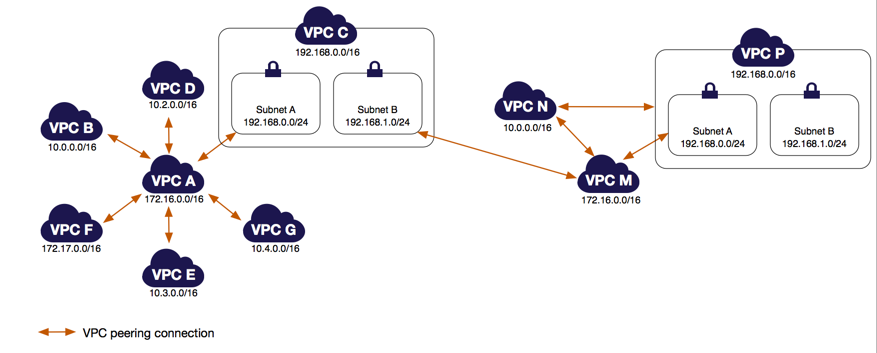 VPC C
192.168.0.0/16
Subnet A
192.168.0.0/24
Subnet B
192.168.1.0/24
VPC D
10.2.0.0/16
VPC B
10.0.0.0/16
VPC A
172.16.0.0/16
VPC F
172.17.0.0/16
VPC G
10.4.0.0/16
VPC E
10.3.0.0/16
VPC P
192.168.0.0/16
Subnet A
192.168.0.0/24
Subnet B
192.168.1.0/24
VPC N
10.0.0.0/16
VPC M
172.16.0.0/16
VPC peering connection